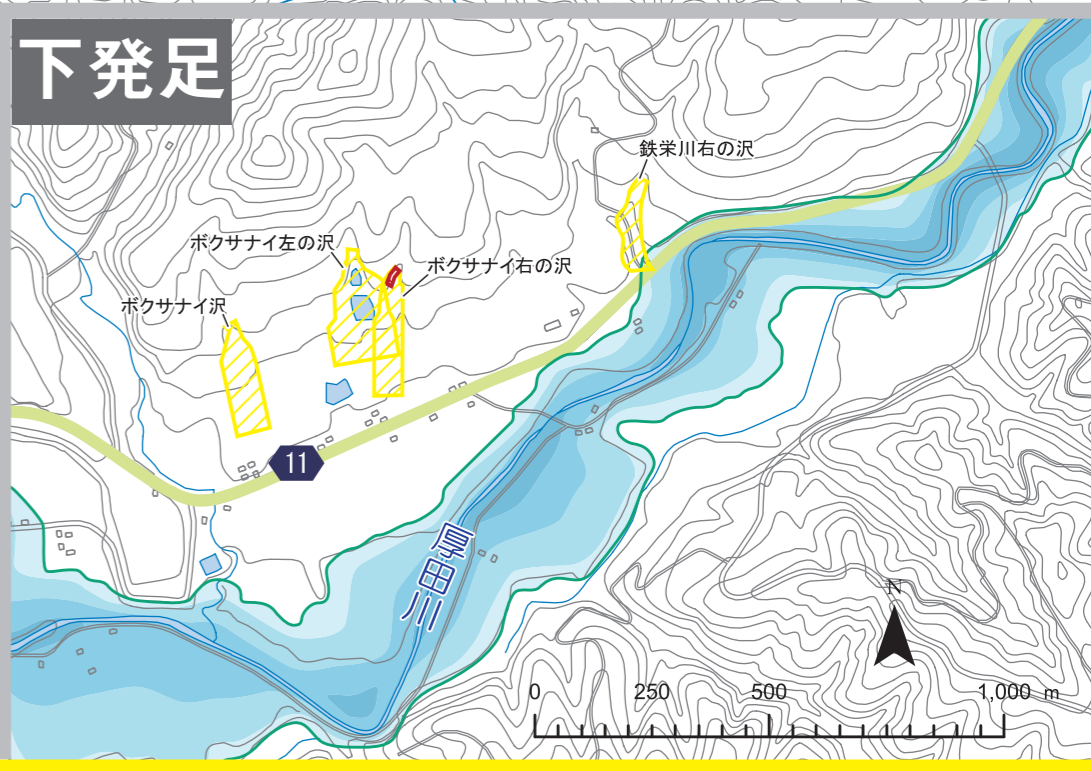 下発足
鉄栄川右の沢
ボクサナイ左の沢
ボクサナイ右の沢
ボクサナイ沢
11
厚田川
N
0 250 500 1,000 m